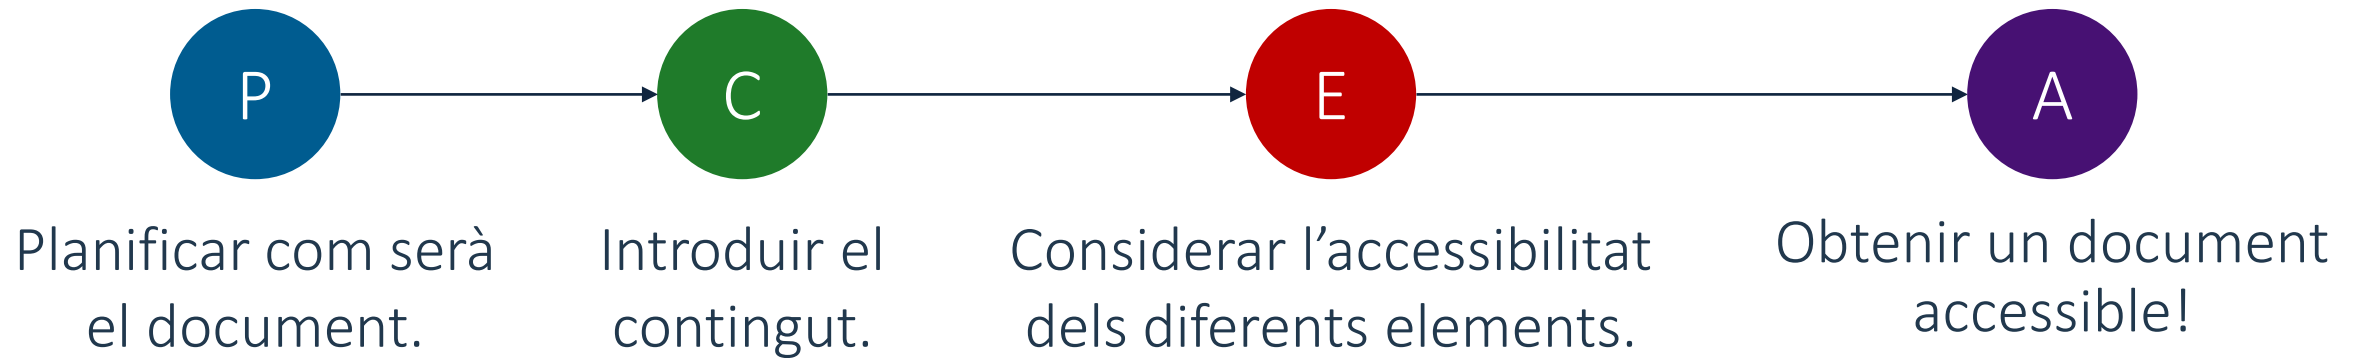 P
C
E
A
Planificar com serà
el document.
Introduir el
contingut.
Considerar l’accessibilitat
dels diferents elements.
Obtenir un document
accessible!